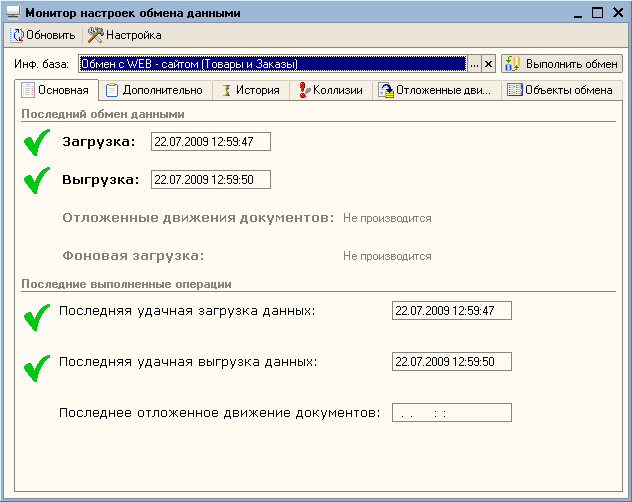 Монитор настроек обмена данными
Обновить Настройка
Инф. база: Обмен с WEB - сайтом (Товары и Заказы) ... Выполнить обмен
Основная Дополнительно История Коллизии Отложенные дви... Объекты обмена
Последний обмен данными
Загрузка: 22.07.2009 12:59:47
Выгрузка: 22.07.2009 12:59:50
Отложенные движения документов: Не производится
Фоновая загрузка: Не производится
Последние выполненные операции
Последняя удачная загрузка данных: 22.07.2009 12:59:47
Последняя удачная выгрузка данных: 22.07.2009 12:59:50
Последнее отложенное движение документов: . . : :